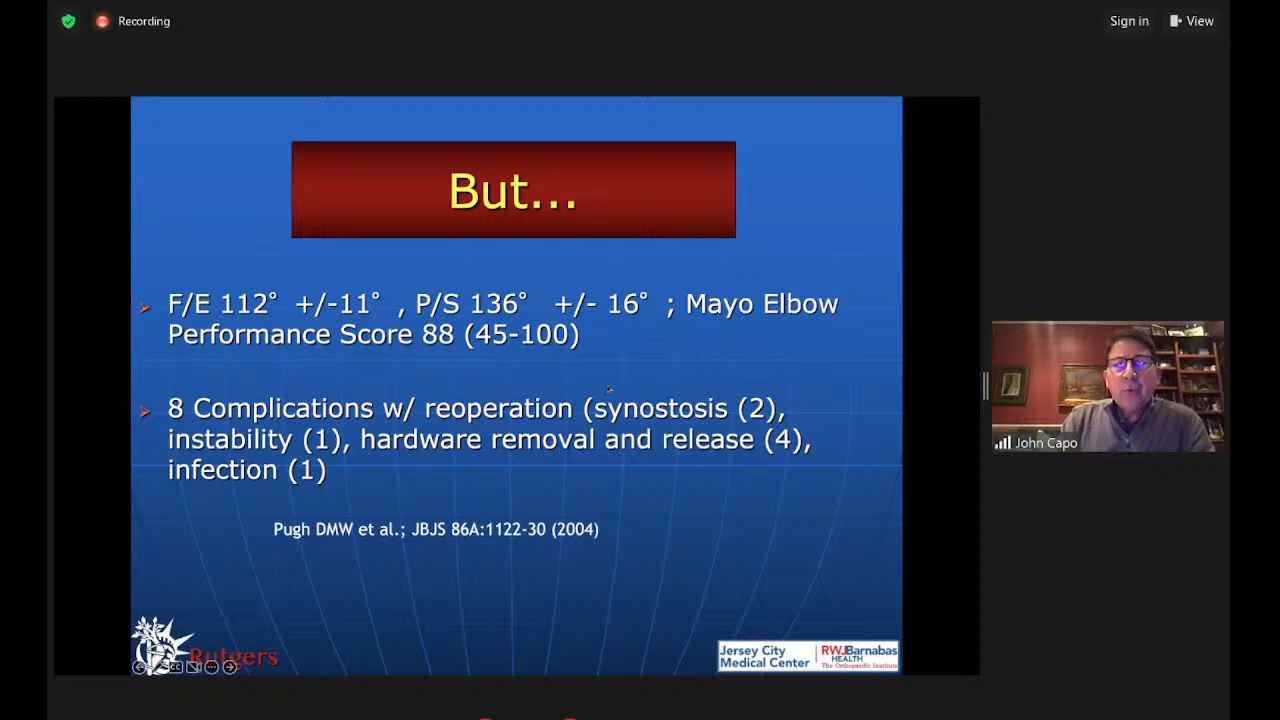 Recording
Sign in
View
But...
F/E 112° +/-11° , P/S 136° +/- 16° ; Mayo Elbow
Performance Score 88 (45-100)
8 Complications w/ reoperation (synostosis (2),
instability (1), hardware removal and release (4),
infection (1)
Pugh DMW et al.; JBJS 86A:1122-30 (2004)
John Capo
Rutgers
Jersey City
Medical Center
RWJBarnabas
HEALTH
The Orthopaedic Institute